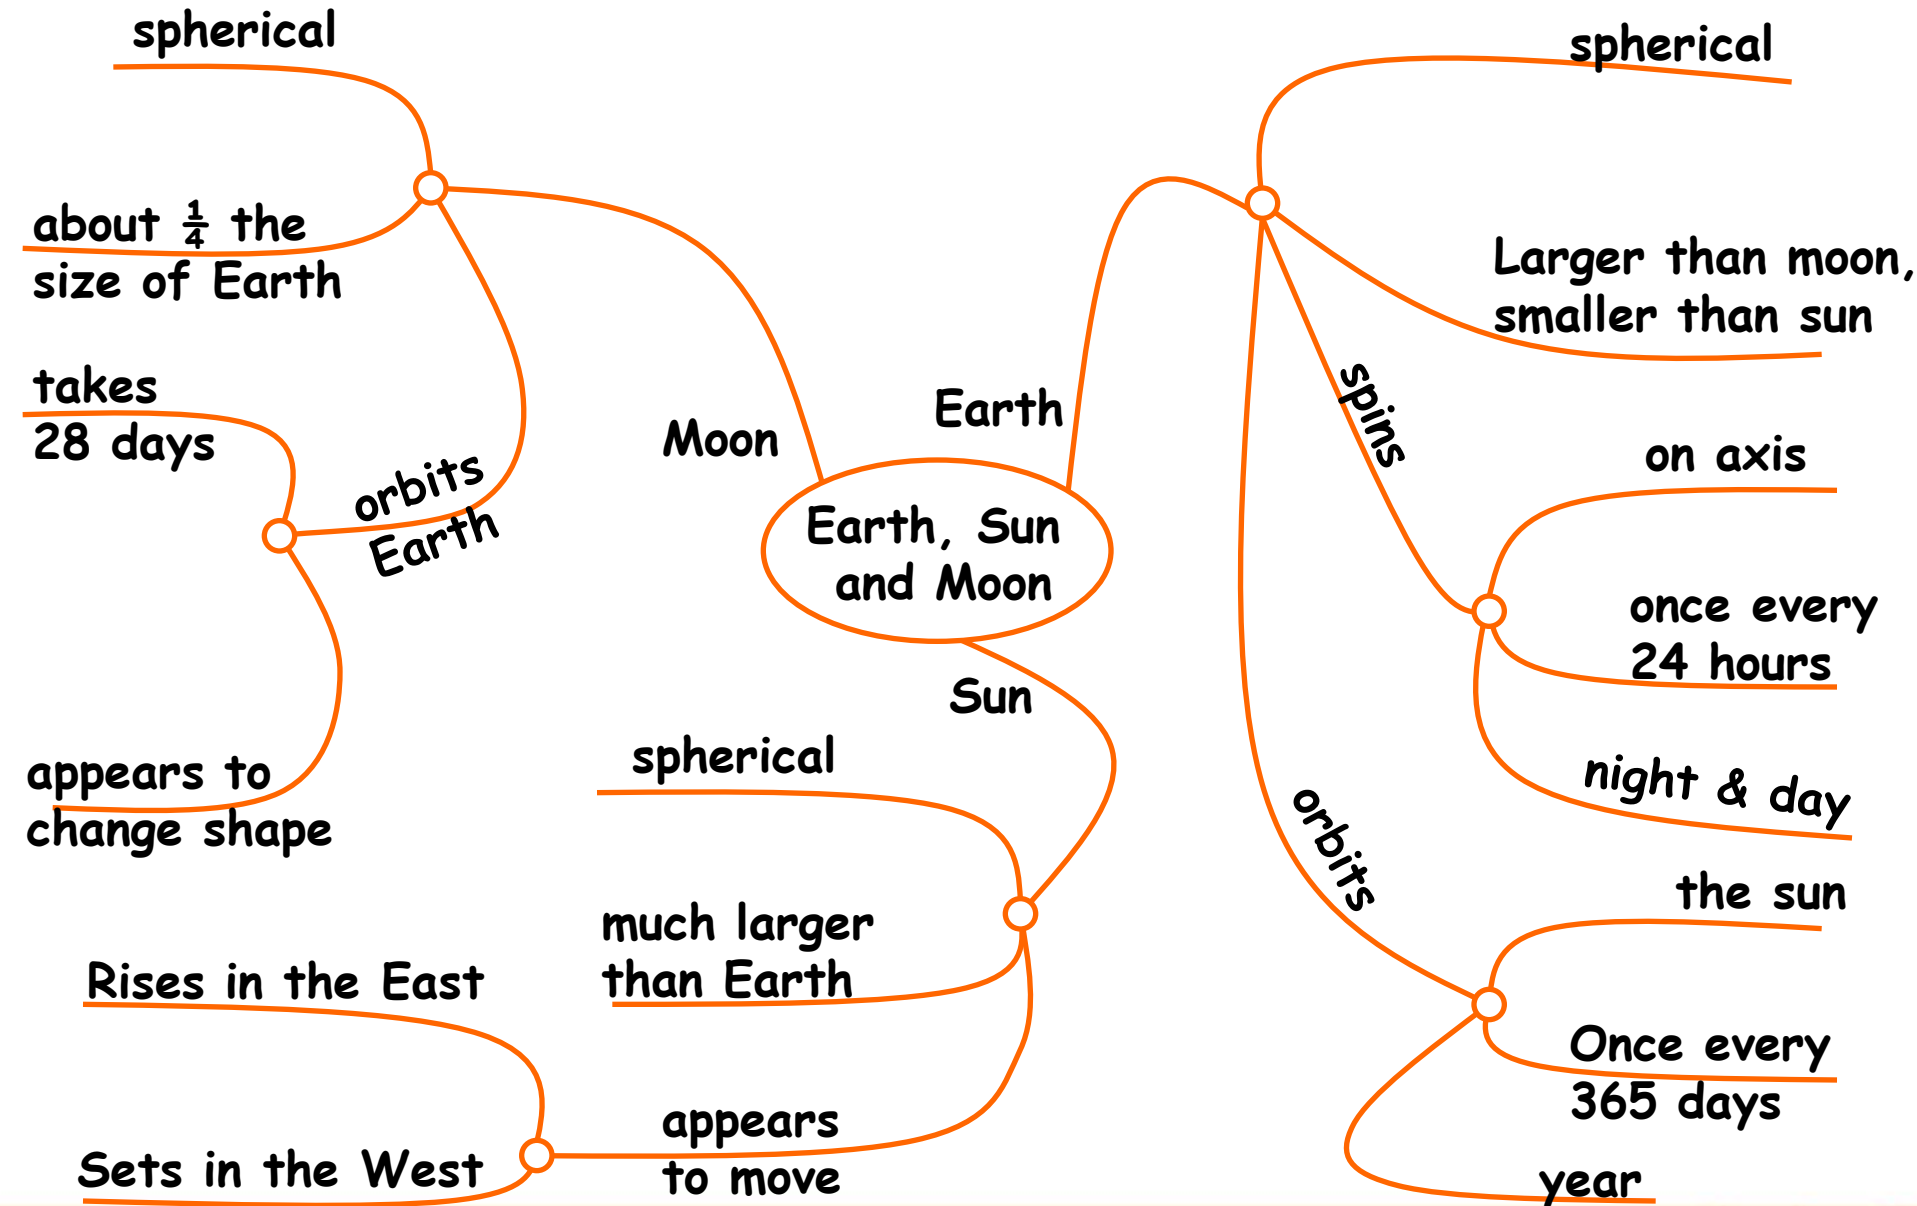 Earth, Sun
and Moon
Moon
spherical
about ¼ the
size of Earth
orbits
Earth
takes
28 days
appears to
change shape
Earth
spherical
Larger than moon,
smaller than sun
spins
on axis
once every
24 hours
night & day
orbits
the sun
Once every
365 days
year
Sun
spherical
much larger
than Earth
appears
to move
Rises in the East
Sets in the West